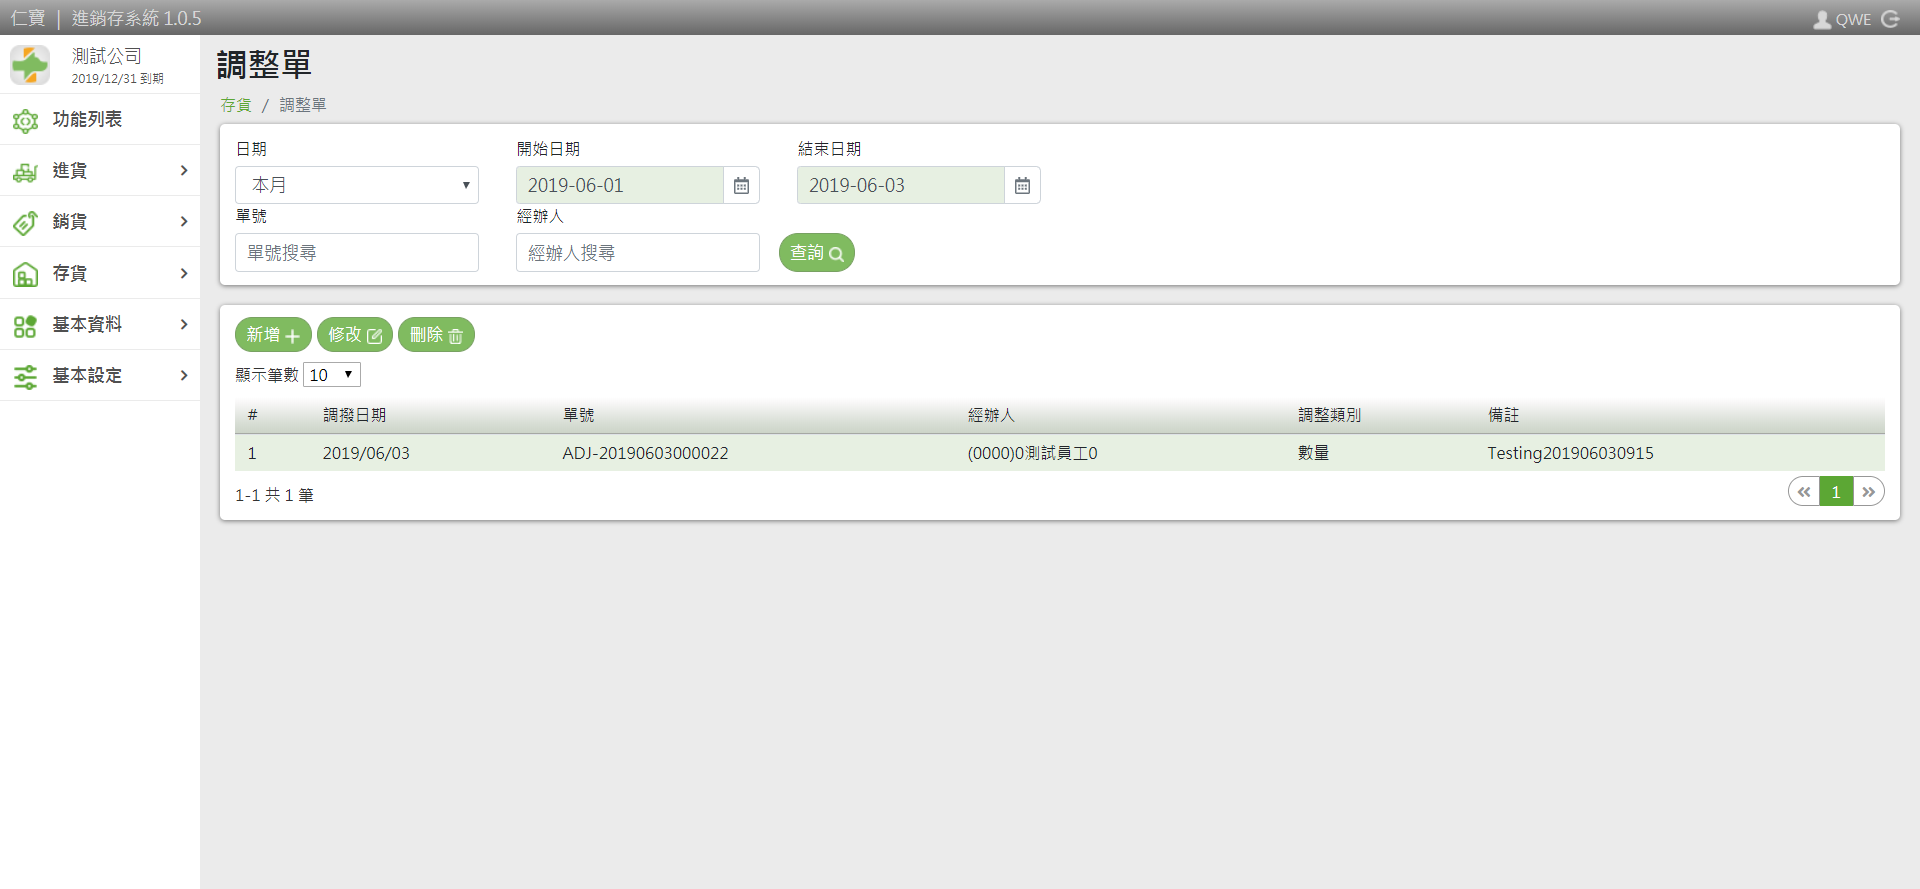 仁寶 | 進銷存系統 1.0.5
QWE
測試公司
2019/12/31 到期
功能列表
進貨
銷貨
存貨
基本資料
基本設定
調整單
存貨 / 調整單
日期 開始日期 結束日期
本月 2019-06-01 2019-06-03
單號 經辦人
單號搜尋 經辦人搜尋 查詢
新增 修改 刪除
顯示筆數 10
# 調撥日期 單號 經辦人 調整類別 備註
1 2019/06/03 ADJ-20190603000022 (0000)0測試員工0 數量 Testing201906030915
1-1 共 1 筆
« 1 »